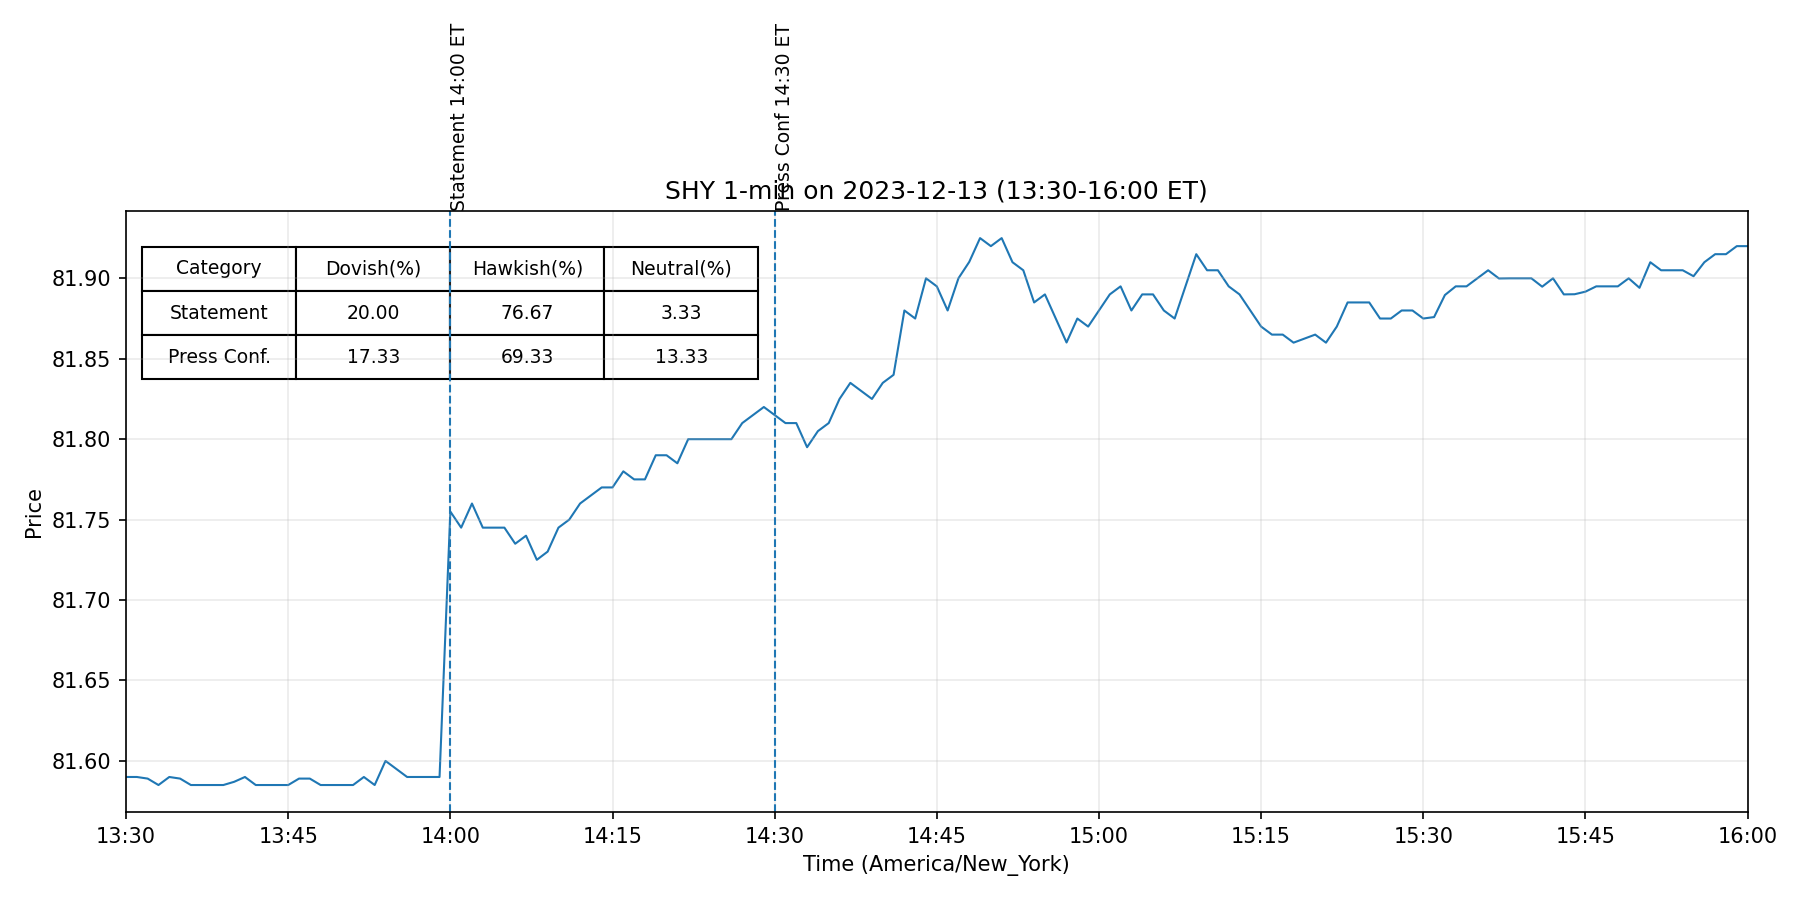 Statement 14:00 ET
Press Conf 14:30 ET
SHY 1-min on 2023-12-13 (13:30-16:00 ET)
Category Dovish(%) Hawkish(%) Neutral(%)
Statement 20.00 76.67 3.33
Press Conf. 17.33 69.33 13.33
Price
81.90
81.85
81.80
81.75
81.70
81.65
81.60
13:30 13:45 14:00 14:15 14:30 14:45 15:00 15:15 15:30 15:45 16:00
Time (America/New_York)